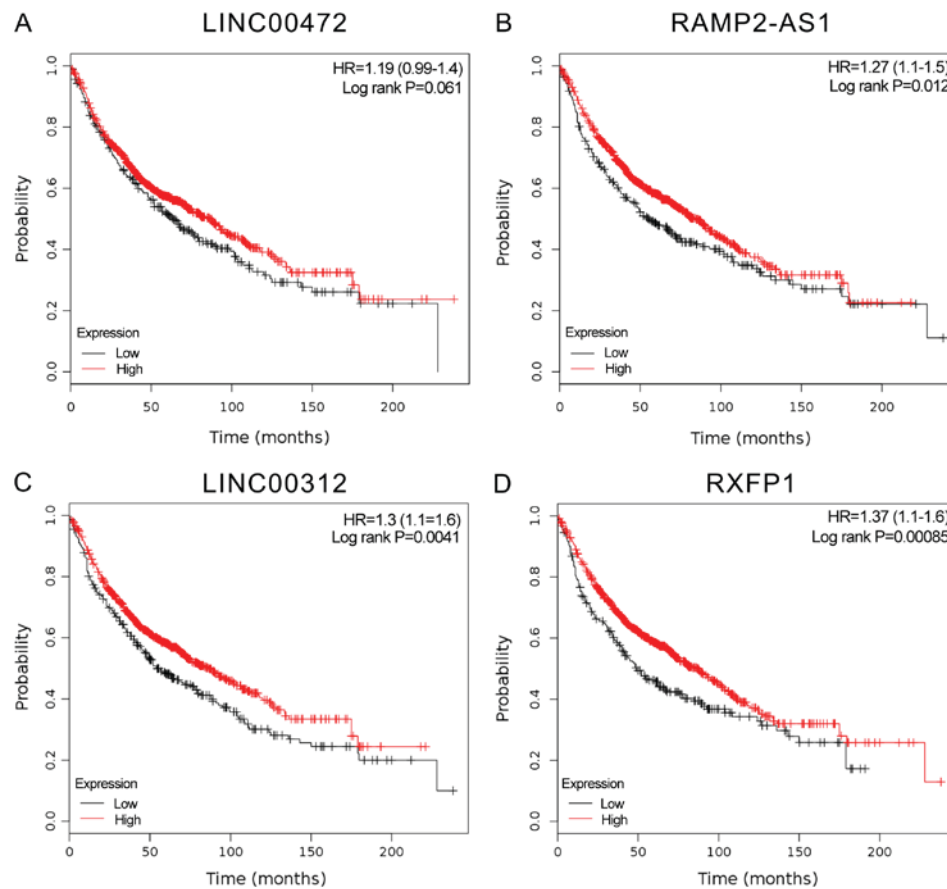 A LINC00472
HR=1.19 (0.99-1.4)
Log rank P=0.061
1.0
0.8
0.6
0.4
0.2
0.0
Probability
Expression
Low
High
0 50 100 150 200
Time (months)
B RAMP2-AS1
HR=1.27 (1.1-1.5)
Log rank P=0.012
1.0
0.8
0.6
0.4
0.2
0.0
Probability
Expression
Low
High
0 50 100 150 200
Time (months)
C LINC00312
HR=1.3 (1.1=1.6)
Log rank P=0.0041
1.0
0.8
0.6
0.4
0.2
0.0
Probability
Expression
Low
High
0 50 100 150 200
Time (months)
D RXFP1
HR=1.37 (1.1-1.6)
Log rank P=0.00085
1.0
0.8
0.6
0.4
0.2
0.0
Probability
Expression
Low
High
0 50 100 150 200
Time (months)